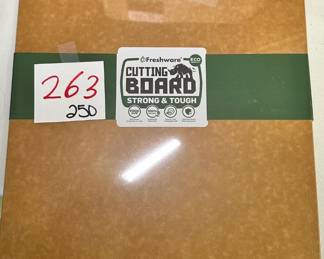 Freshware
ECO
CUTTING
BOARD
STRONG & TOUGH
263
250